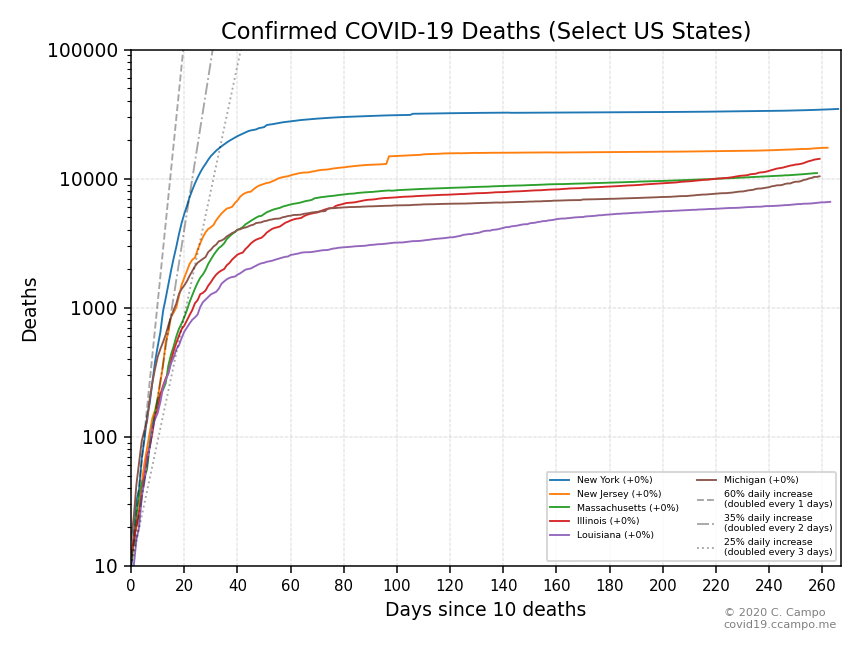 Confirmed COVID-19 Deaths (Select US States)
100000
10000
1000
100
10
Deaths
0 20 40 60 80 100 120 140 160 180 200 220 240 260
Days since 10 deaths
New York (+0%)
New Jersey (+0%)
Massachusetts (+0%)
Illinois (+0%)
Louisiana (+0%)
Michigan (+0%)
60% daily increase
(doubled every 1 days)
35% daily increase
(doubled every 2 days)
25% daily increase
(doubled every 3 days)
© 2020 C. Campo
covid19.ccampo.me